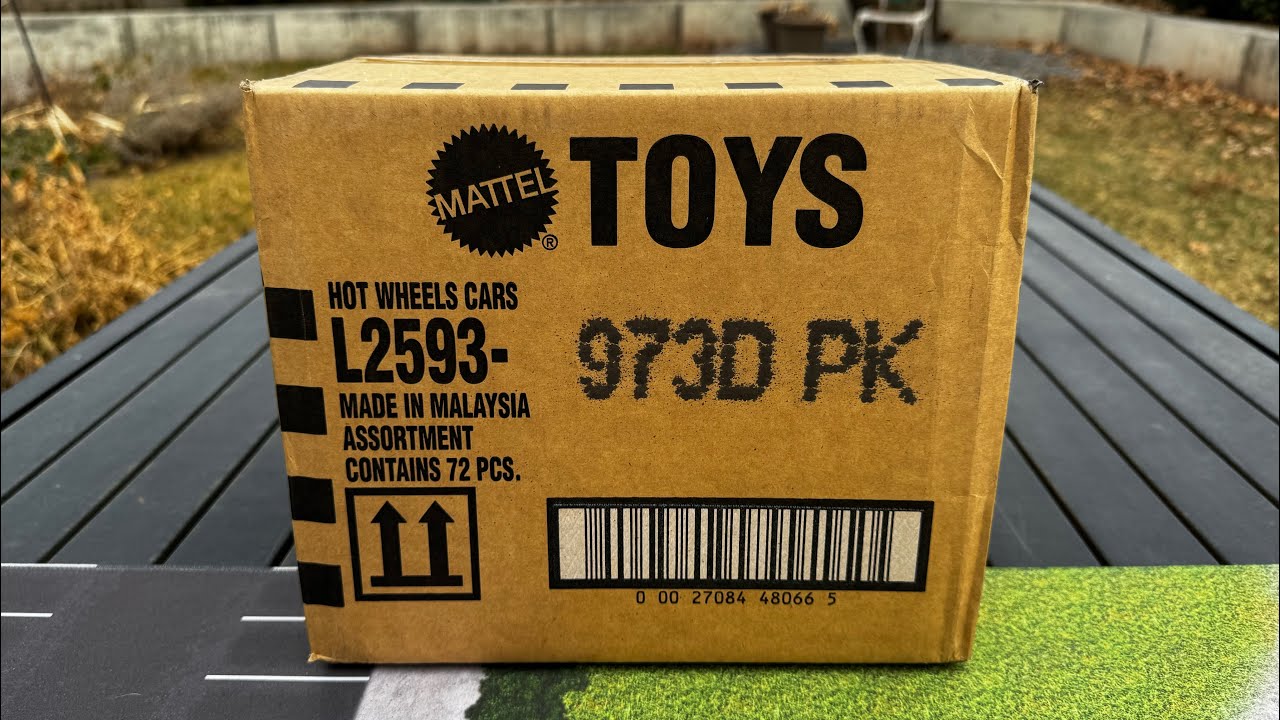 MATTEL ® TOYS
HOT WHEELS CARS
L2593- 973D PK
MADE IN MALAYSIA
ASSORTMENT
CONTAINS 72 PCS.
0 00 27084 48066 5